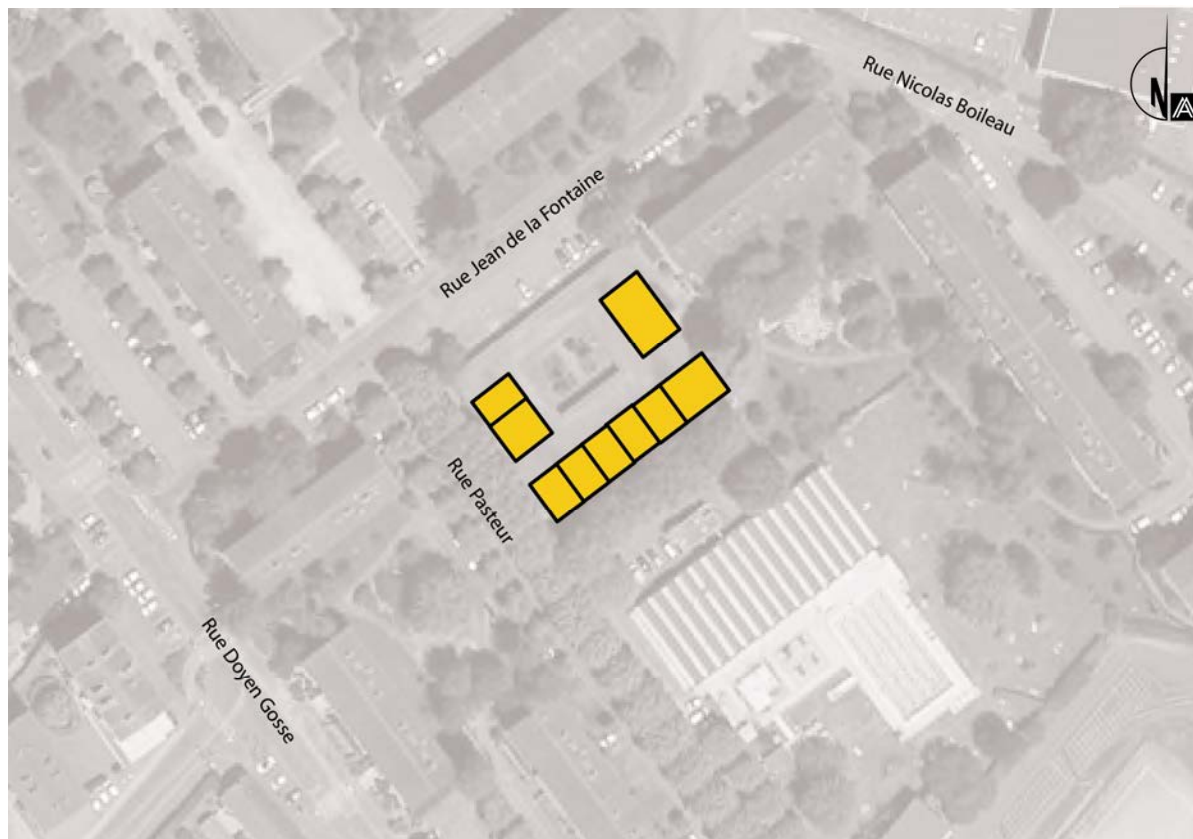 Rue Nicolas Boileau
N
Rue Jean de la Fontaine
Rue Pasteur
Rue Doyen Gosse